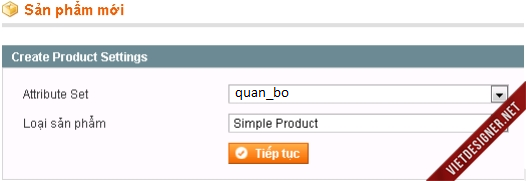 Sản phẩm mới
Create Product Settings
Attribute Set
quan_bo
Loại sản phẩm
Simple Product
Tiếp tục
VIETDESIGNER.NET